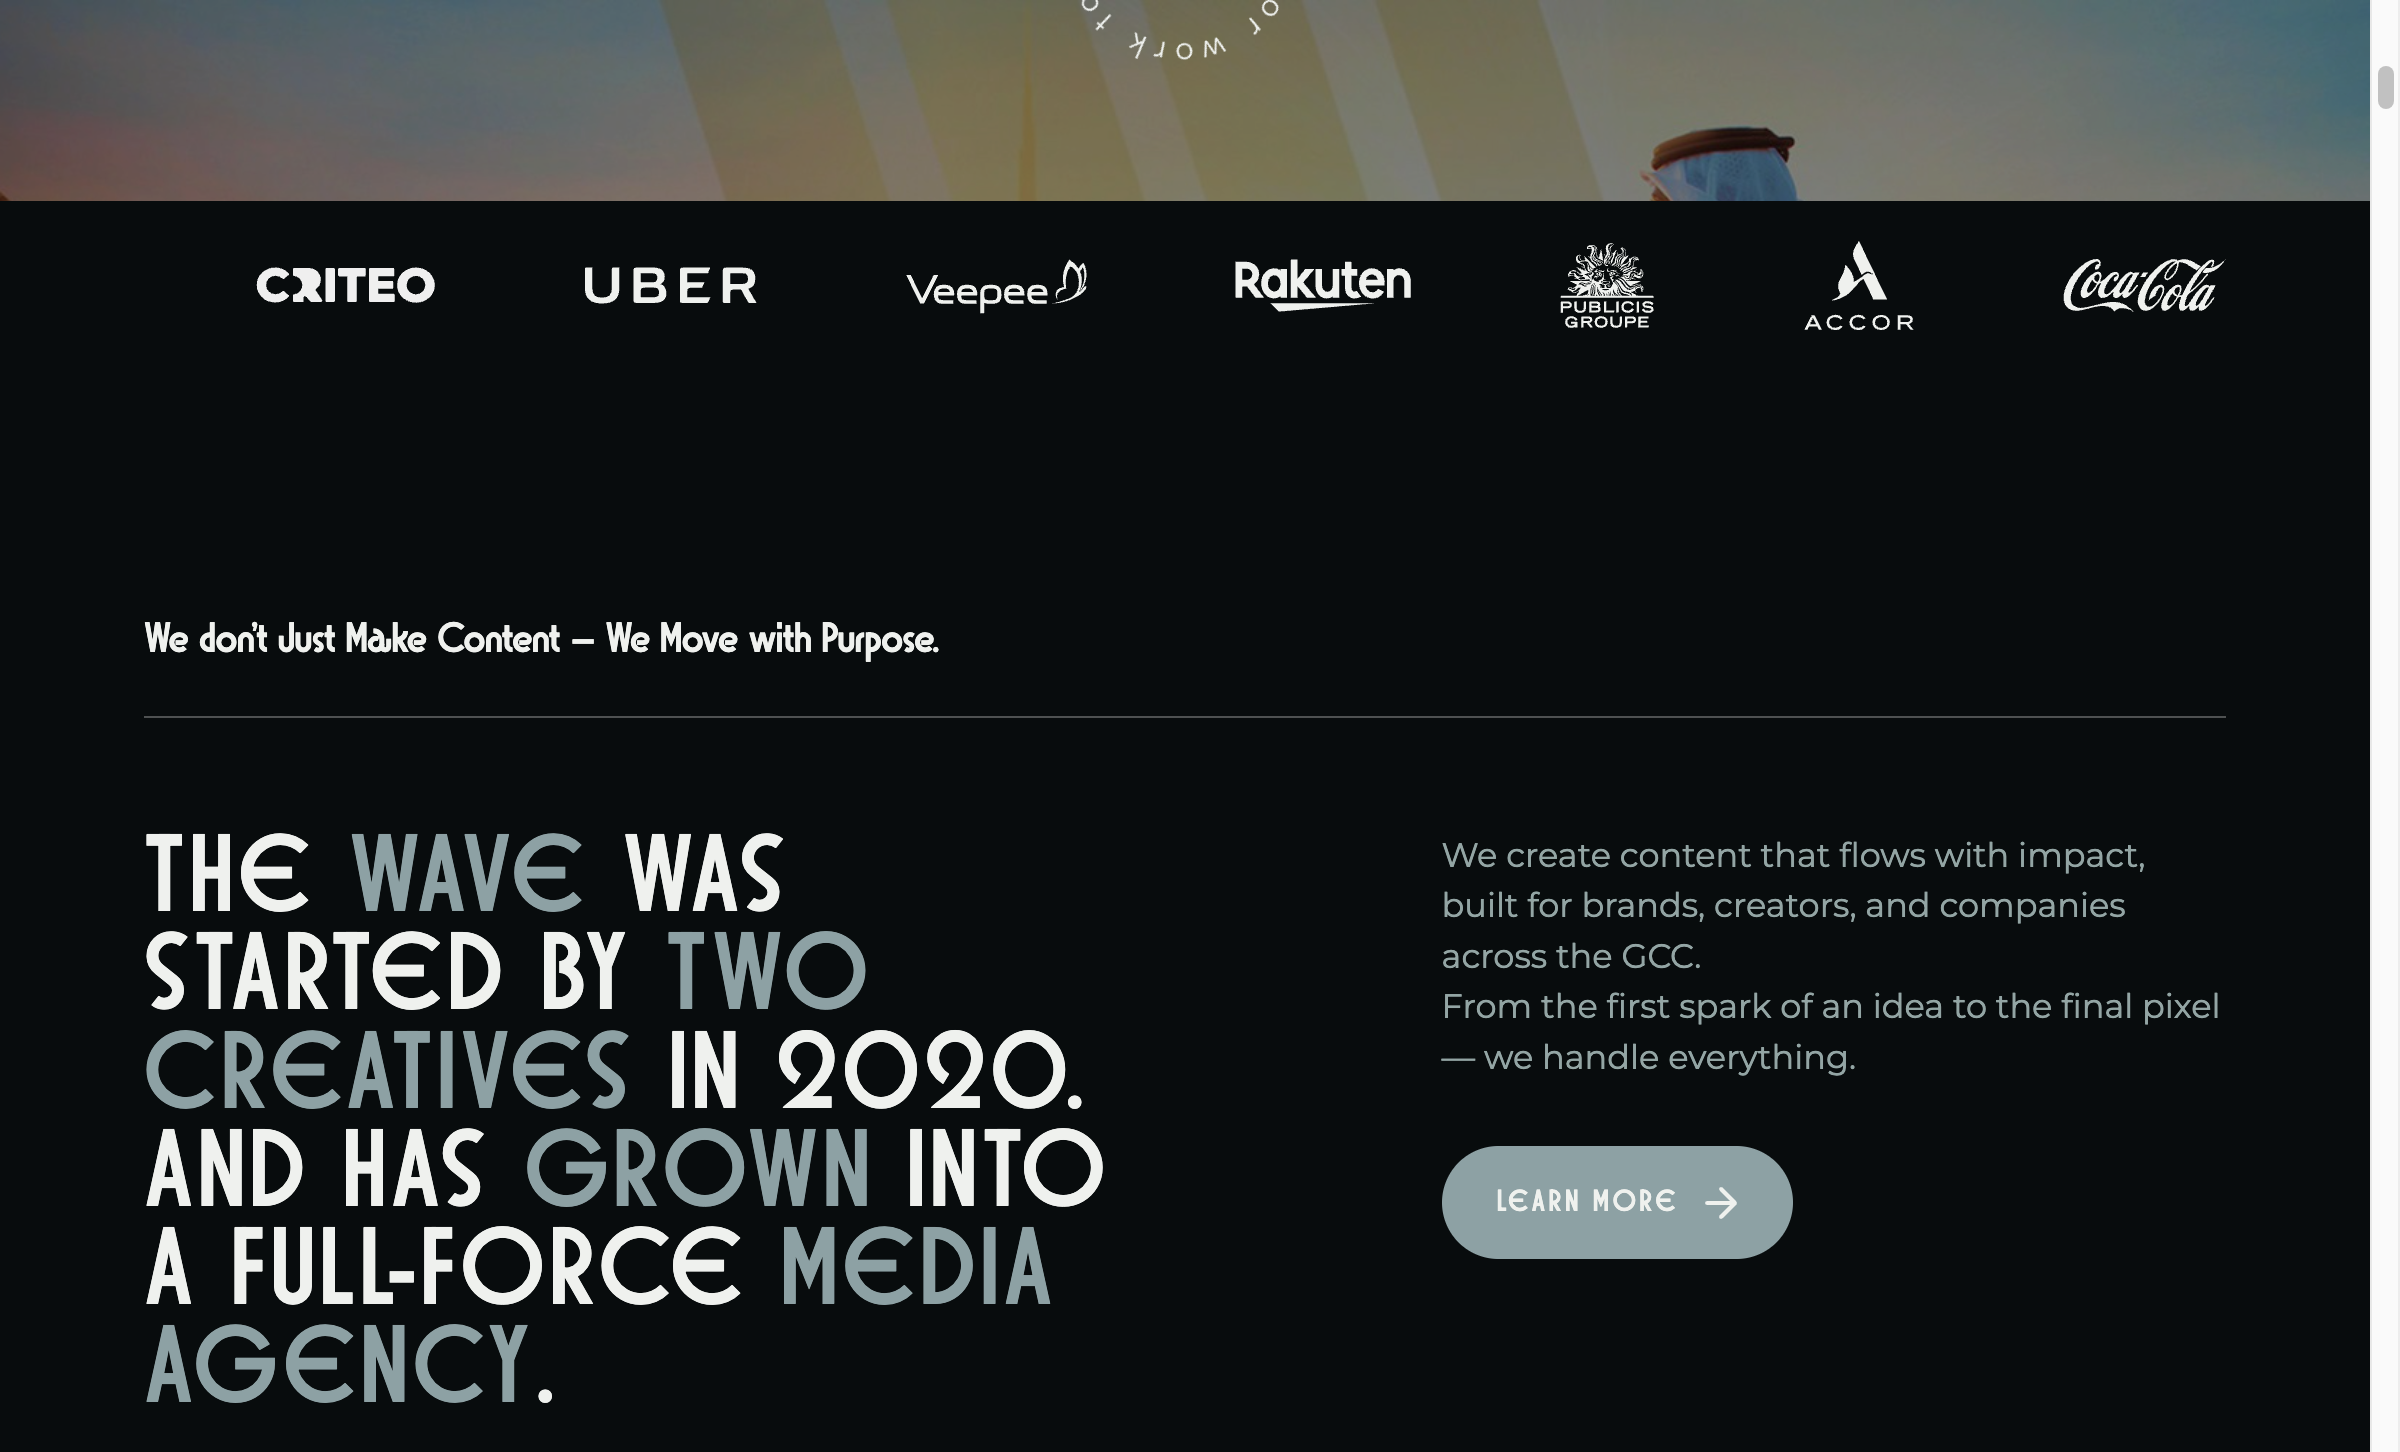 or work to
CRITEO
UBER
Veepee
Rakuten
PUBLICIS
GROUPE
ACCOR
Coca-Cola
We don't Just Make Content — We Move with Purpose.
THE WAVE WAS
STARTED BY TWO
CREATIVES IN 2020.
AND HAS GROWN INTO
A FULL-FORCE MEDIA
AGENCY.
We create content that flows with impact,
built for brands, creators, and companies
across the GCC.
From the first spark of an idea to the final pixel
— we handle everything.
LEARN MORE